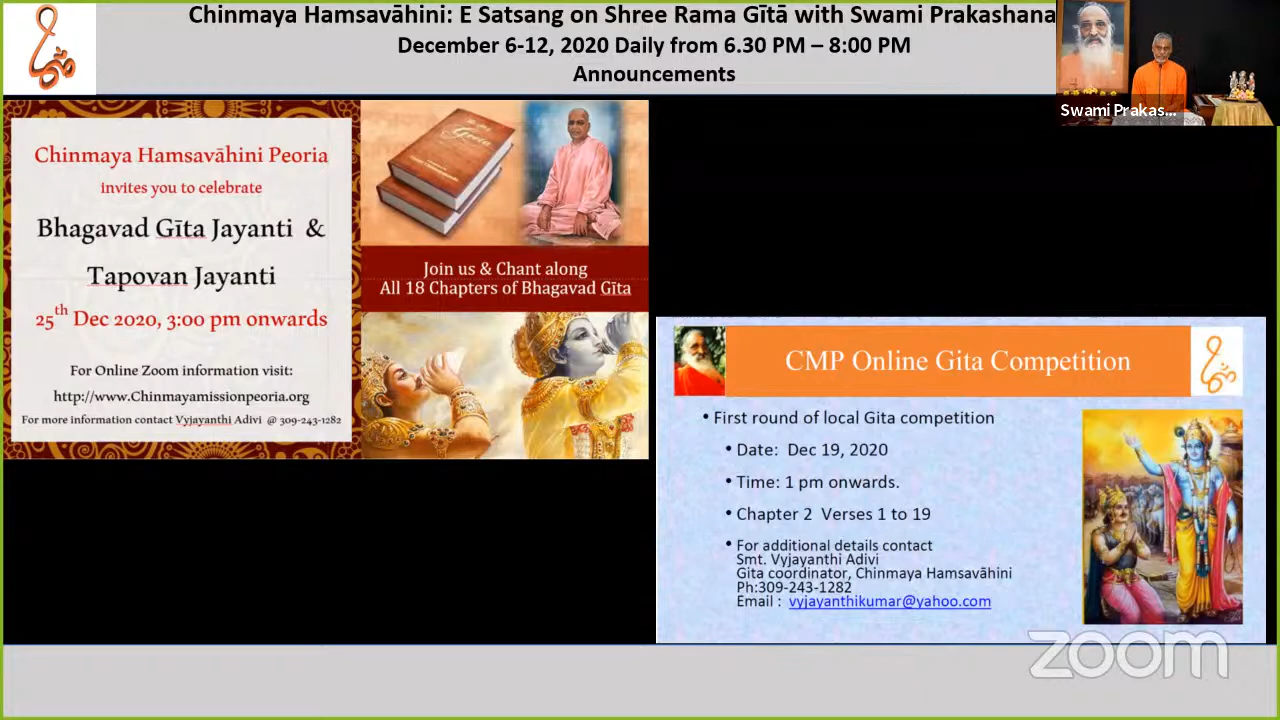 Chinmaya Hamsavāhini: E Satsang on Shree Rama Gītā with Swami Prakashana
December 6-12, 2020 Daily from 6.30 PM – 8:00 PM
Announcements
Swami Prakas...
Chinmaya Hamsavāhini Peoria
invites you to celebrate
Bhagavad Gīta Jayanti &
Tapovan Jayanti
25th Dec 2020, 3:00 pm onwards
For Online Zoom information visit:
http://www.Chinmayamissionpeoria.org
For more information contact Vyjayanthi Adivi @ 309-243-1282
Join us & Chant along
All 18 Chapters of Bhagavad Gīta
CMP Online Gita Competition
• First round of local Gita competition
• Date: Dec 19, 2020
• Time: 1 pm onwards.
• Chapter 2 Verses 1 to 19
• For additional details contact
Smt. Vyjayanthi Adivi
Gita coordinator, Chinmaya Hamsavāhini
Ph:309-243-1282
Email : vyjayanthikumar@yahoo.com
zoom